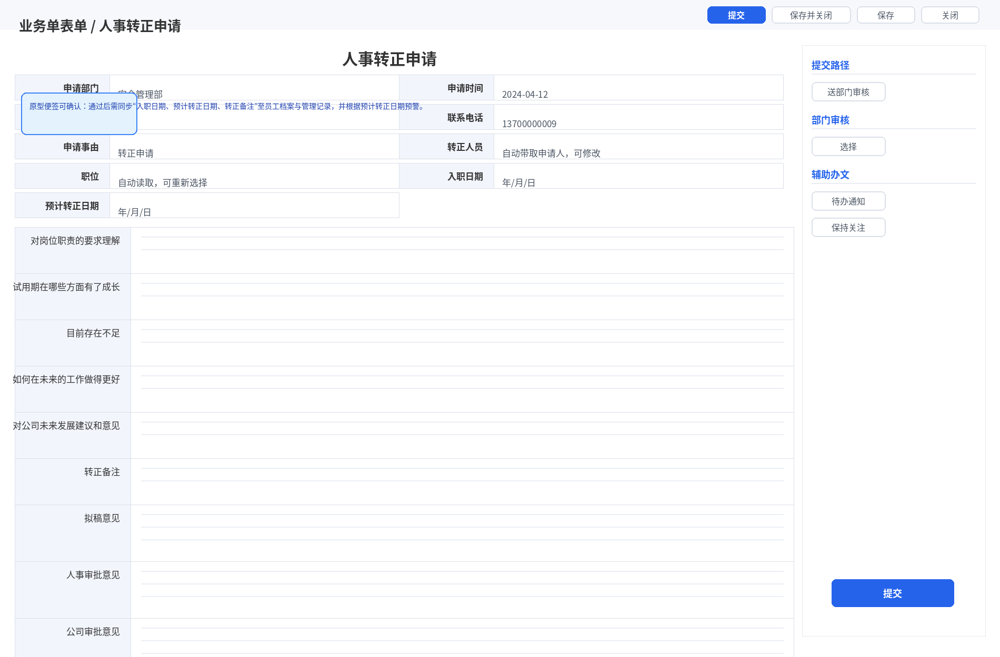 业务单表单 / 人事转正申请
提交
保存并关闭
保存
关闭
人事转正申请
申请部门
管理部
申请时间
2024-04-12
原型便签可确认：通过后需同步“入职日期、预计转正日期、转正备注”至员工档案与管理记录，并根据预计转正日期预警。
联系电话
13700000009
申请事由
转正申请
转正人员
自动带取申请人，可修改
职位
自动读取，可重新选择
入职日期
年/月/日
预计转正日期
年/月/日
对岗位职责的要求理解
试用期在哪些方面有了成长
目前存在不足
如何在未来的工作做得更好
对公司未来发展建议和意见
转正备注
拟稿意见
人事审批意见
公司审批意见
提交路径
送部门审核
部门审核
选择
辅助办文
待办通知
保持关注
提交